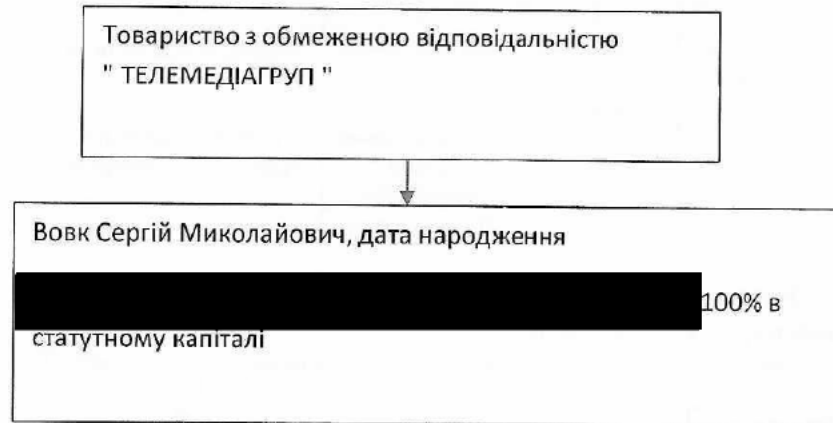 Товариство з обмеженою відповідальністю
" ТЕЛЕМЕДІАГРУП "
Вовк Сергій Миколайович, дата народження
100% в
статутному капіталі